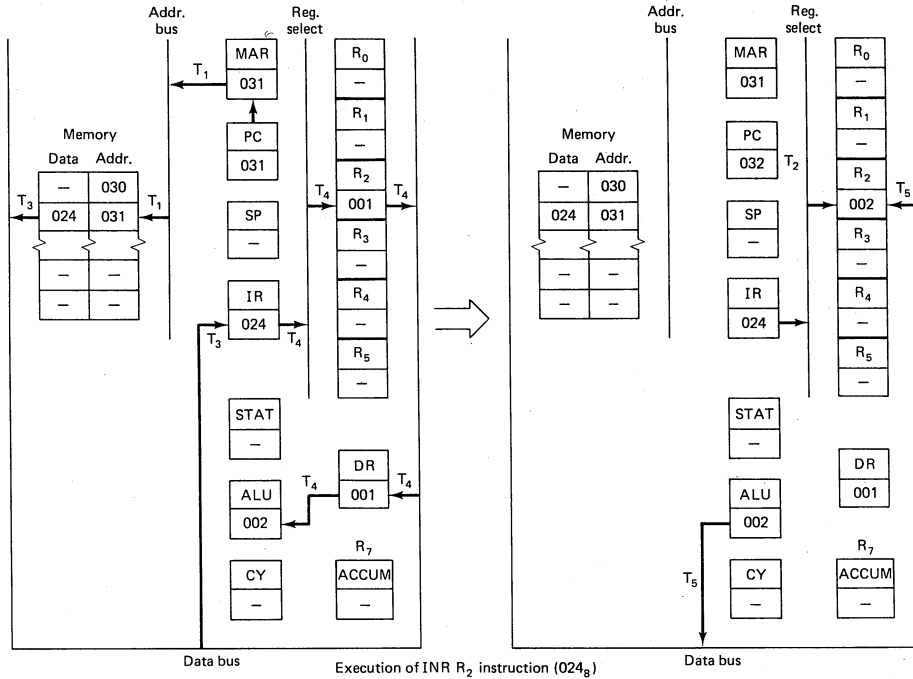 Addr.
bus
Reg.
select
MAR
031
T1
PC
031
Memory
Data Addr.
— 030
024 031
— —
— —
T3
T1
SP
—
IR
024
T3
T4
R0
—
R1
—
R2
001
T4
T4
R3
—
R4
—
R5
—
STAT
—
ALU
002
T4
DR
001
T4
CY
—
R7
ACCUM
—
Data bus
Addr.
bus
Reg.
select
MAR
031
PC
032
T2
Memory
Data Addr.
— 030
024 031
— —
— —
SP
—
IR
024
R0
—
R1
—
R2
002
T5
R3
—
R4
—
R5
—
STAT
—
ALU
002
T5
DR
001
CY
—
R7
ACCUM
—
Data bus
Execution of INR R2 instruction (0248)